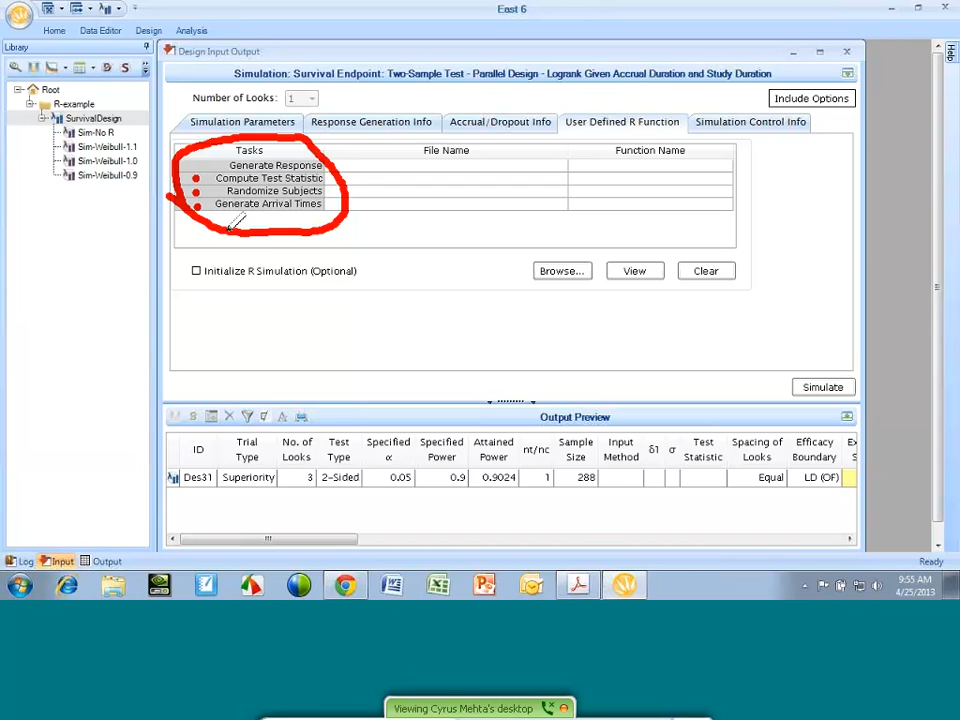 East 6
Home Data Editor Design Analysis
Library
Root
R-example
SurvivalDesign
Sim-No R
Sim-Weibull-1.1
Sim-Weibull-1.0
Sim-Weibull-0.9
Design Input Output
Simulation: Survival Endpoint: Two-Sample Test - Parallel Design - Logrank Given Accrual Duration and Study Duration
Number of Looks: 1
Include Options
Simulation Parameters Response Generation Info Accrual/Dropout Info User Defined R Function Simulation Control Info
Tasks File Name Function Name
Generate Response
Compute Test Statistic
Randomize Subjects
Generate Arrival Times
Initialize R Simulation (Optional) Browse... View Clear
Simulate
Output Preview
ID Trial Type No. of Looks Test Type Specified α Specified Power Attained Power nt/nc Sample Size Input Method δ1 σ Test Statistic Spacing of Looks Efficacy Boundary
Des31 Superiority 3 2-Sided 0.05 0.9 0.9024 1 288 Equal LD (OF)
Help
Log Input Output Ready
9:55 AM
4/25/2013
Viewing Cyrus Mehta's desktop